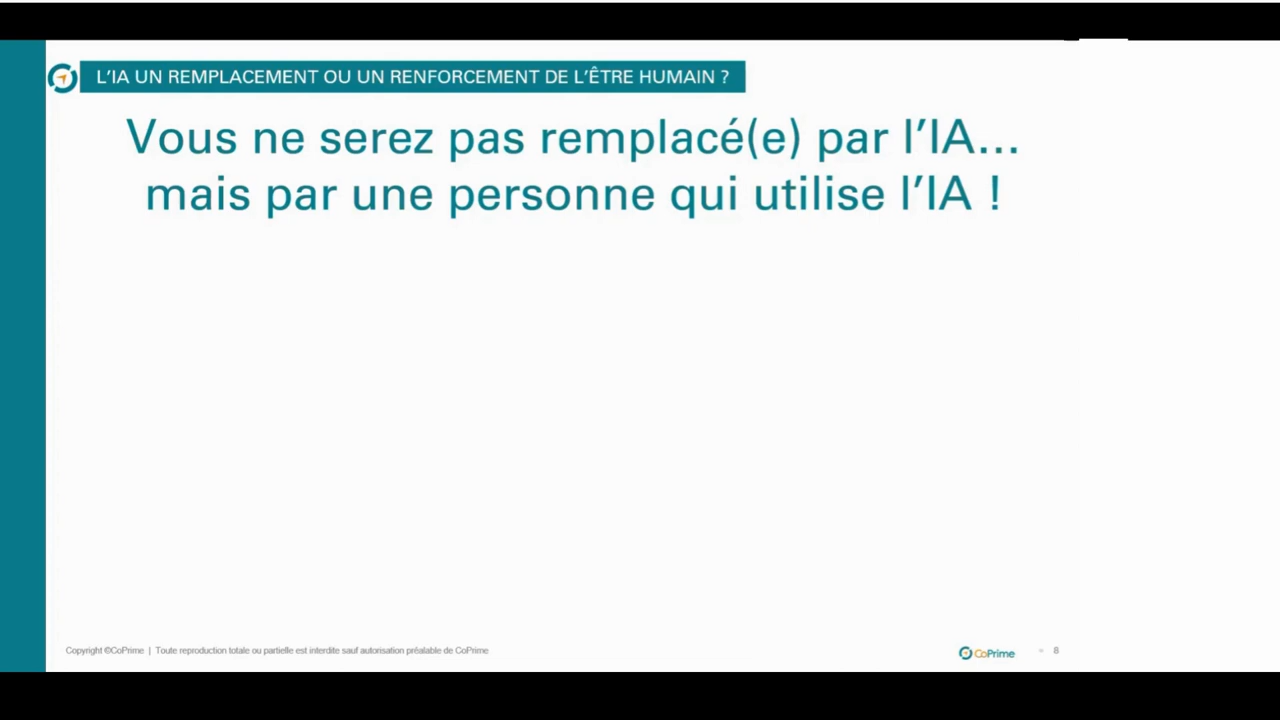 L'IA UN REMPLACEMENT OU UN RENFORCEMENT DE L'ÊTRE HUMAIN ?
Vous ne serez pas remplacé(e) par l'IA...
mais par une personne qui utilise l'IA !
Copyright ©CoPrime | Toute reproduction totale ou partielle est interdite sauf autorisation préalable de CoPrime
CoPrime
8